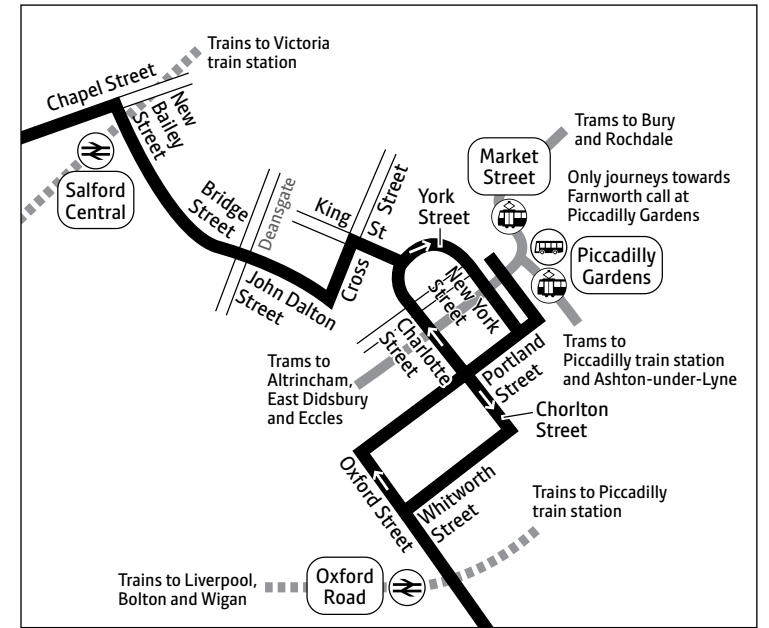 Trains to Victoria
train station
Chapel Street
New
Bailey
Street
Salford
Central
Bridge
Street
Deansgate
King
St
Street
Cross
John Dalton
Street
York
Street
Trams to Bury
and Rochdale
Market
Street
Only journeys towards
Farnworth call at
Piccadilly Gardens
Piccadilly
Gardens
New York
Street
Charlotte
Street
Portland
Street
Trams to
Piccadilly train station
and Ashton-under-Lyne
Trams to
Altrincham,
East Didsbury
and Eccles
Chorlton
Street
Oxford Street
Whitworth
Street
Trains to Piccadilly
train station
Trains to Liverpool,
Bolton and Wigan
Oxford
Road